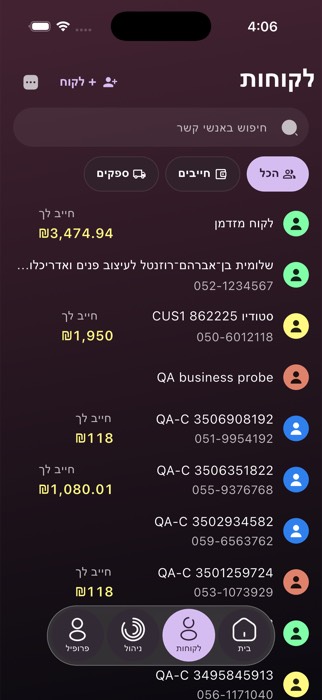 4:06
לקוחות
+ לקוח
חיפוש באנשי קשר
הכל
חייבים
ספקים
לקוח מזדמן
חייב לך
₪3,474.94
שלומית בן־אברהם־רוזנטל לעיצוב פנים ואדריכלו...
052-1234567
סטודיו CUS1 862225
050-6012118
חייב לך
₪1,950
QA business probe
QA-C 3506908192
051-9954192
חייב לך
₪118
QA-C 3506351822
055-9376768
חייב לך
₪1,080.01
QA-C 3502934582
059-6563762
QA-C 3501259724
053-1073929
חייב לך
₪118
בית
לקוחות
ניהול
פרופיל
QA-C 3495845913
056-1171040